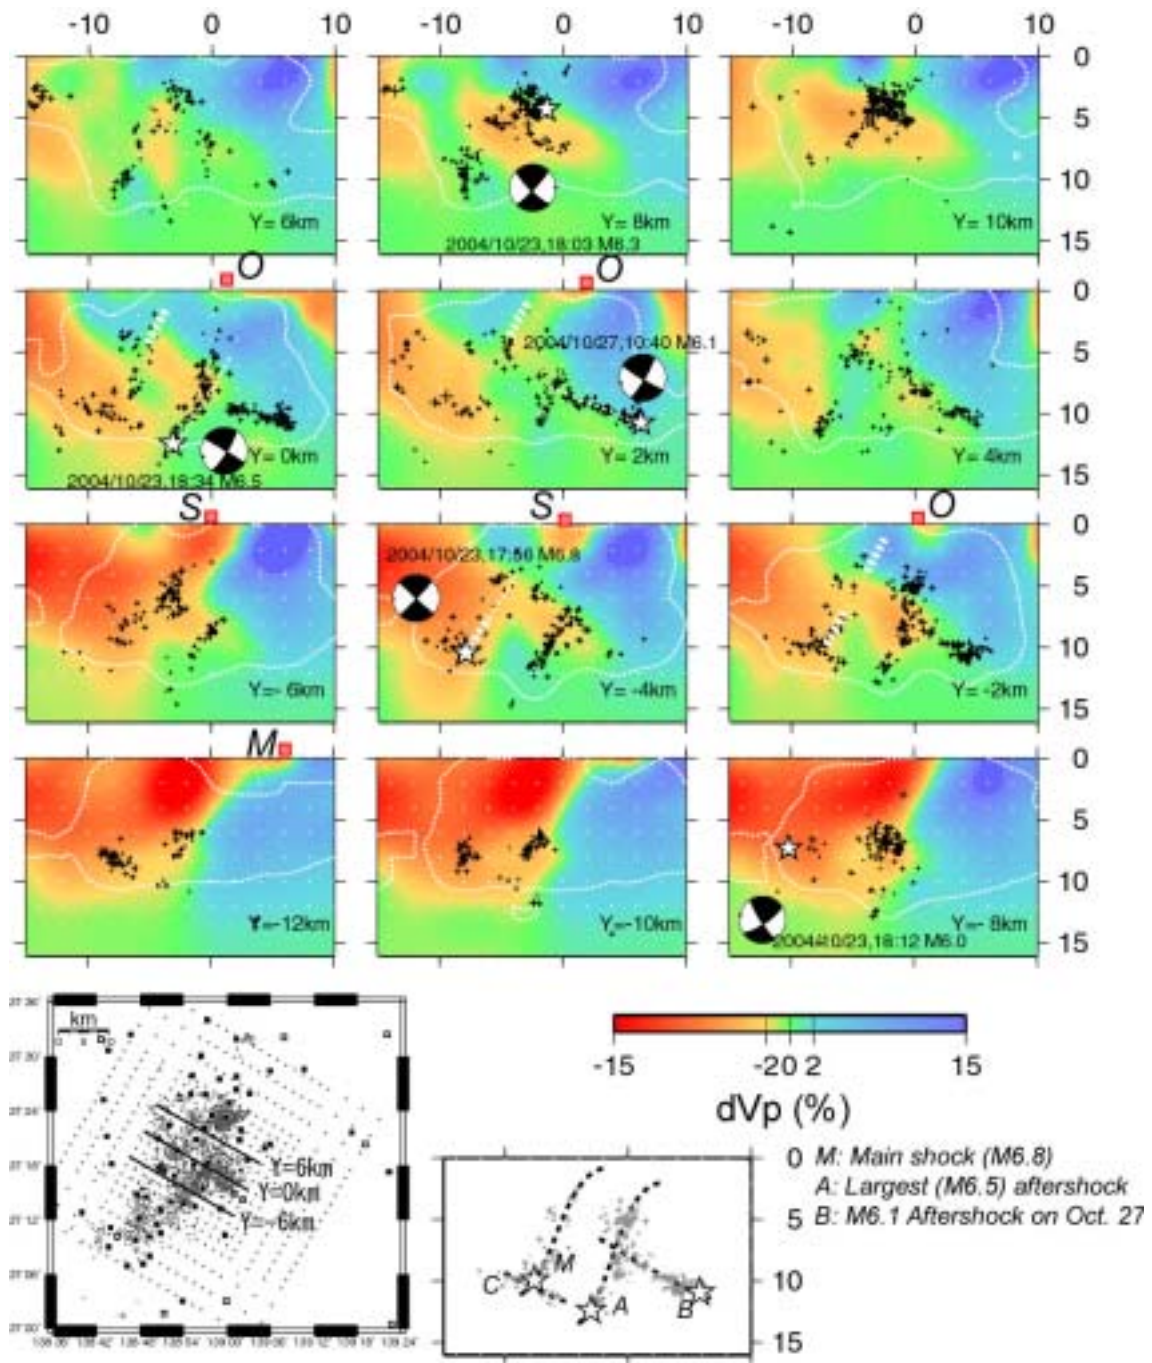 -10 0 10 -10 0 10 -10 0 10
0
5
10
15
Y= 6km Y= 8km Y= 10km
2004/10/23,18:03 M6.3
O O
0
5
10
15
2004/10/27,10:40 M6.1
Y= 0km Y= 2km Y= 4km
2004/10/23,18:34 M6.5
S S O
0
5
10
15
2004/10/23,17:56 M6.8
Y=- 6km Y= -4km Y= -2km
M
0
5
10
15
Y=-12km Y=-10km Y=- 8km
2004/10/23,18:12 M6.0
km
Y=6km
Y=0km
Y=-6km
-15 -2 0 2 15
dVp (%)
0
5
10
15
C M A B
M: Main shock (M6.8)
A: Largest (M6.5) aftershock
B: M6.1 Aftershock on Oct. 27